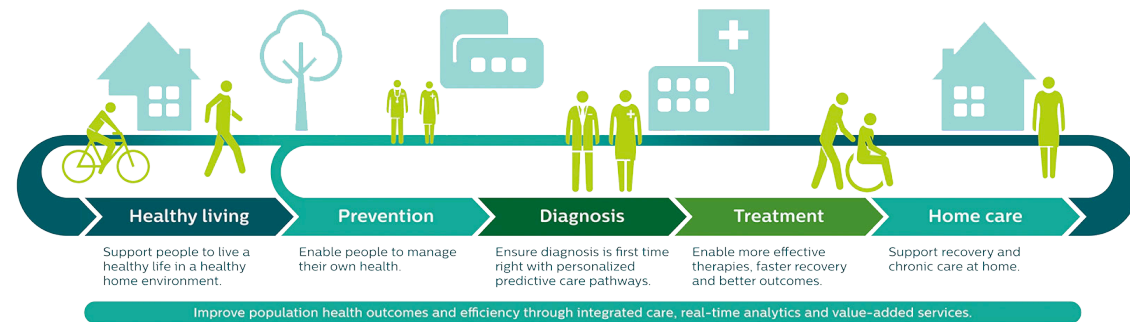 Healthy living
Prevention
Diagnosis
Treatment
Home care
Support people to live a
healthy life in a healthy
home environment.
Enable people to manage
their own health.
Ensure diagnosis is first time
right with personalized
predictive care pathways.
Enable more effective
therapies, faster recovery
and better outcomes.
Support recovery and
chronic care at home.
Improve population health outcomes and efficiency through integrated care, real-time analytics and value-added services.